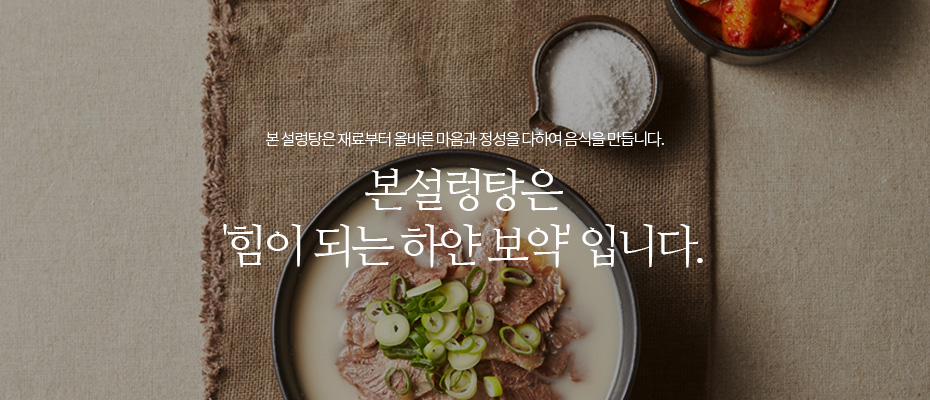 본 설렁탕은 재료부터 올바른 마음과 정성을 다하여 음식을 만듭니다.
본설렁탕은
'힘이 되는 하얀 보약' 입니다.